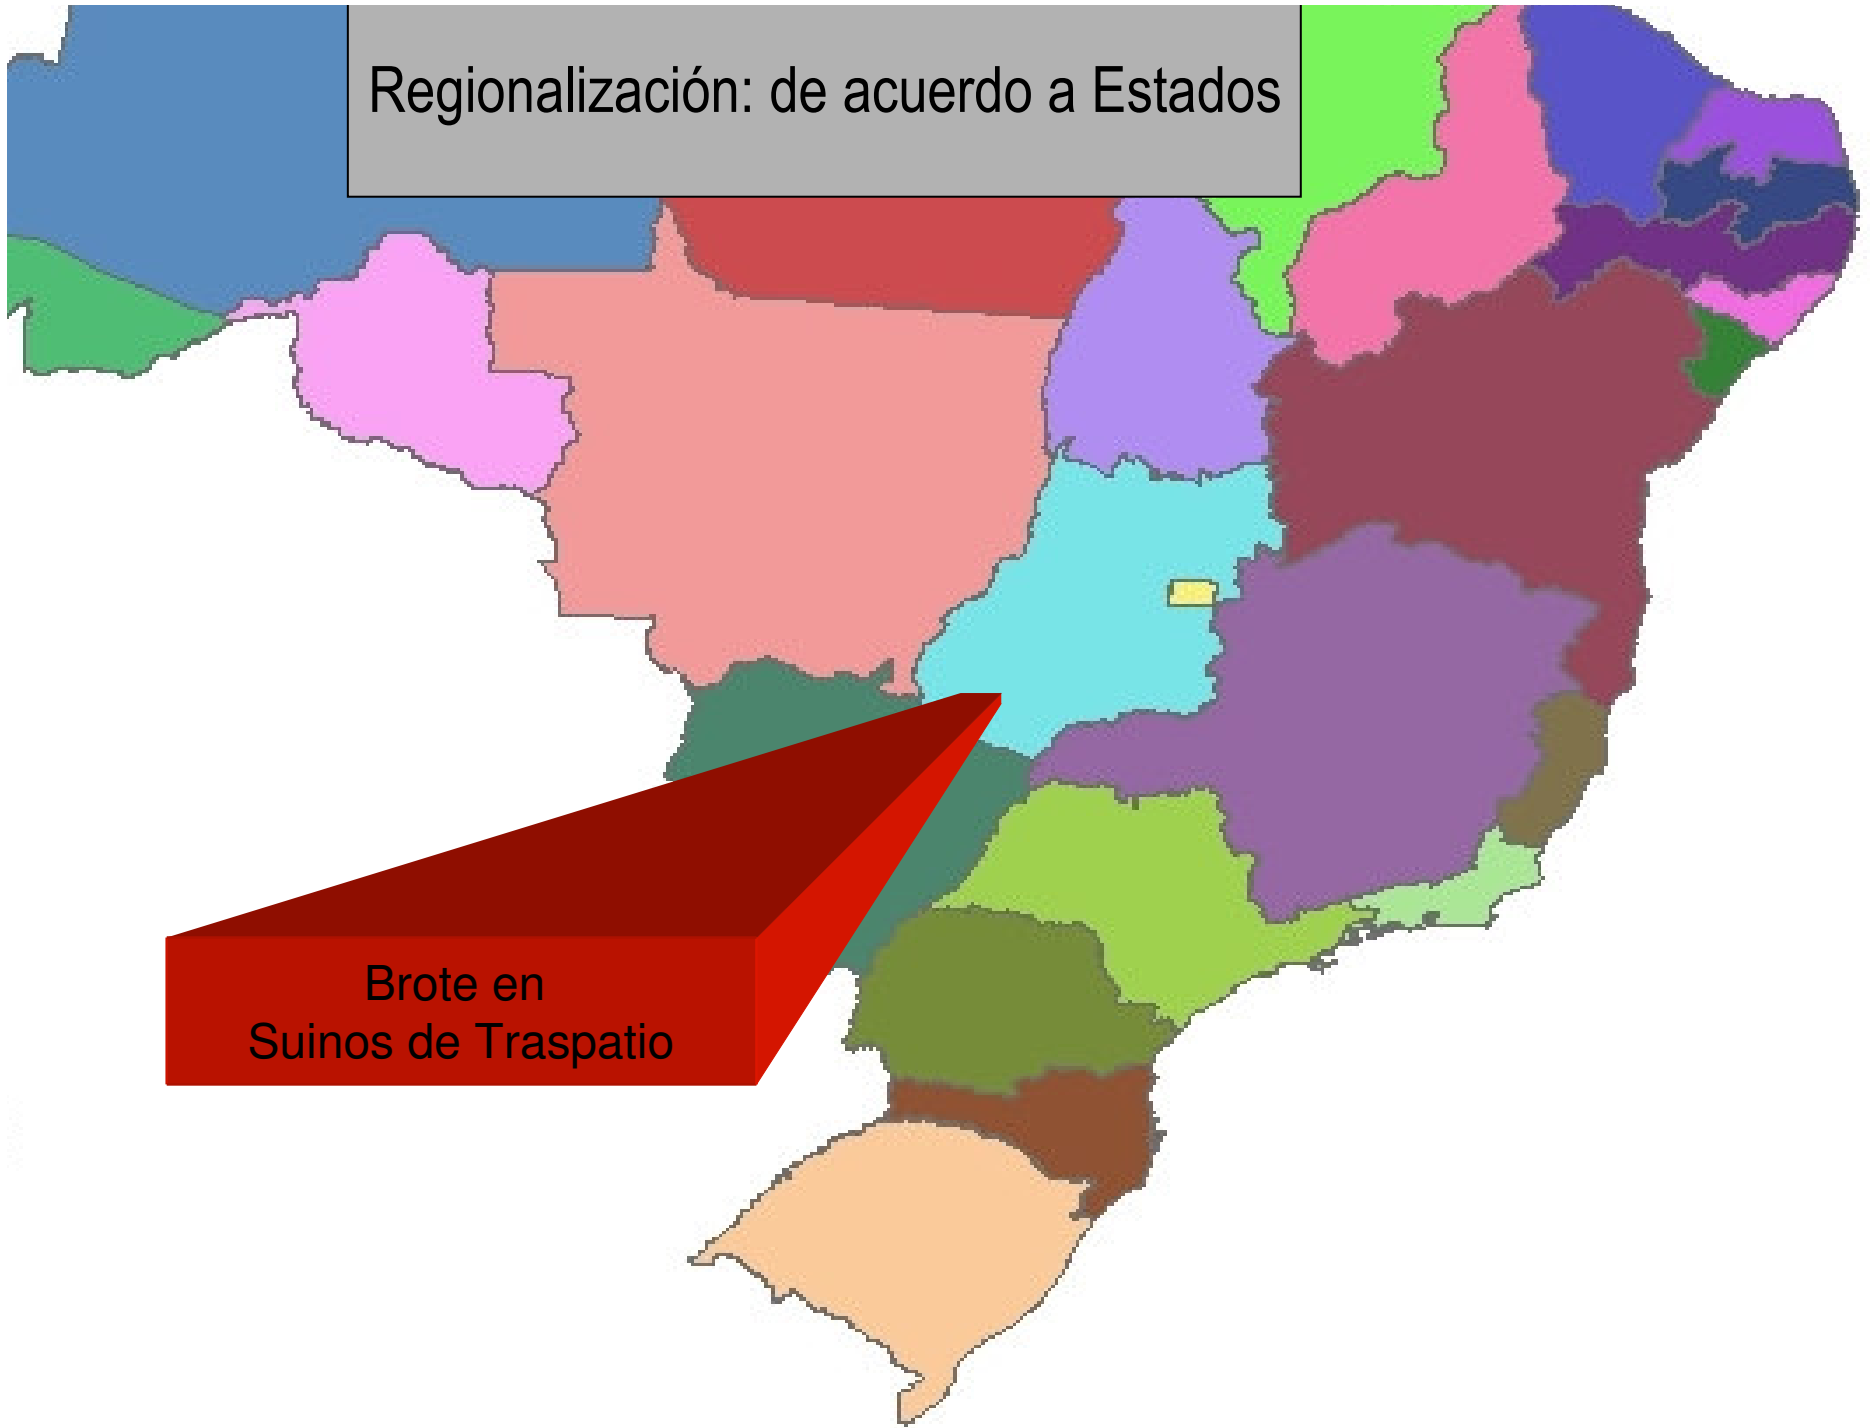 Regionalización: de acuerdo a Estados
Brote en
Suinos de Traspatio